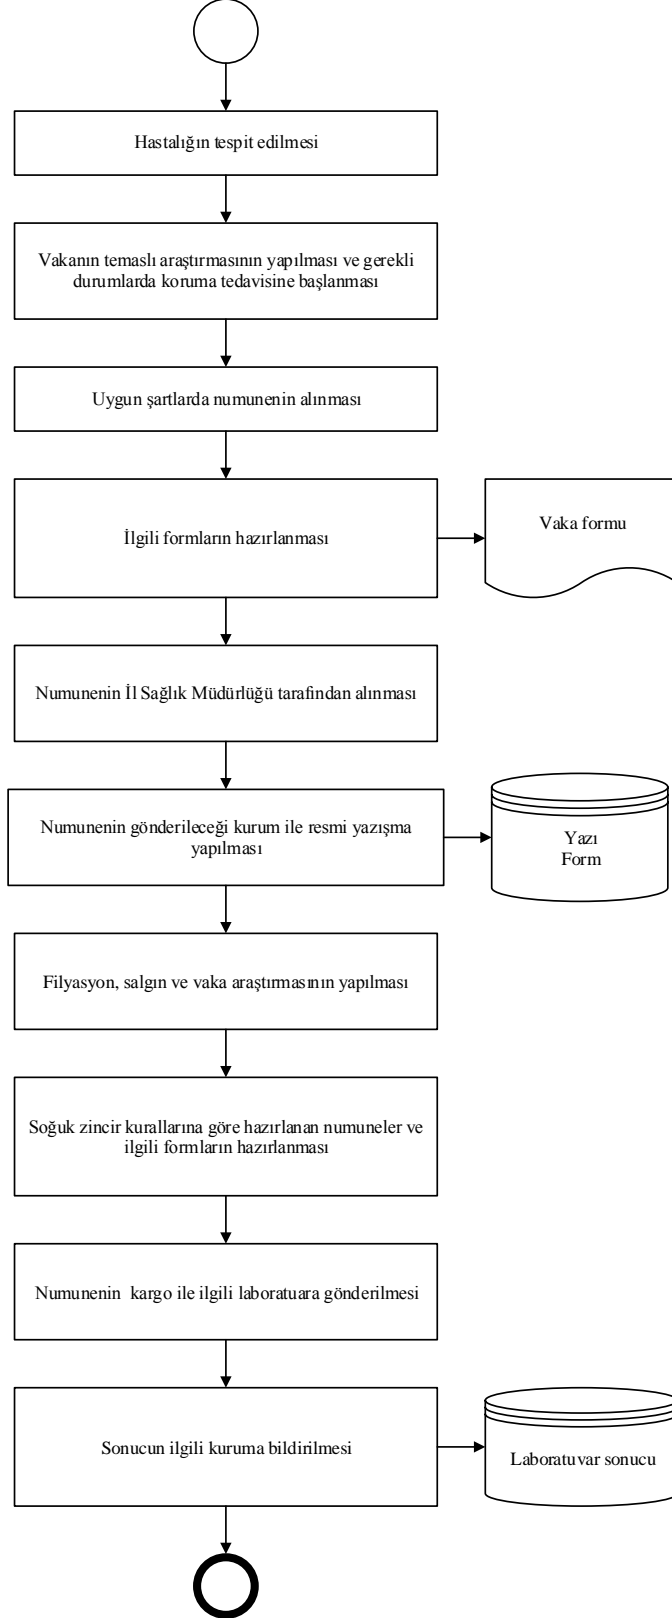 Hastalığın tespit edilmesi
Vakanın temaslı araştırmasının yapılması ve gerekli
durumlarda koruma tedavisine başlanması
Uygun şartlarda numunenin alınması
İlgili formların hazırlanması
Vaka formu
Numunenin İl Sağlık Müdürlüğü tarafından alınması
Numunenin gönderileceği kurum ile resmi yazışma
yapılması
Yazı
Form
Filyasyon, salgın ve vaka araştırmasının yapılması
Soğuk zincir kurallarına göre hazırlanan numuneler ve
ilgili formların hazırlanması
Numunenin  kargo ile ilgili laboratuara gönderilmesi
Sonucun ilgili kuruma bildirilmesi
Laboratuvar sonucu